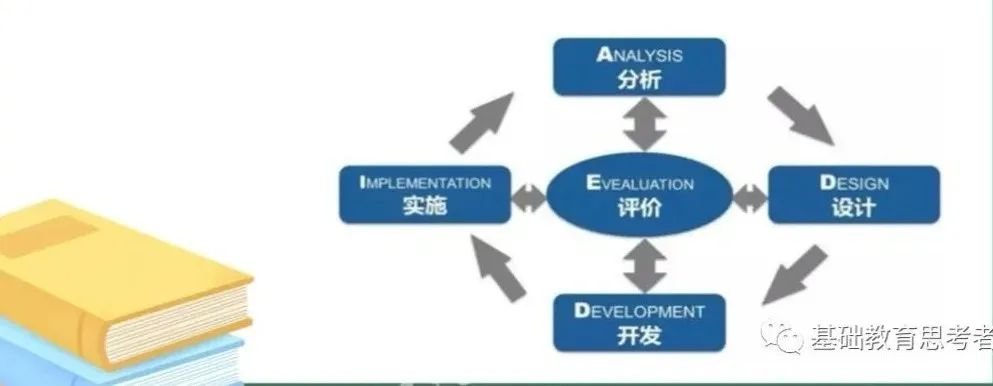 ANALYSIS
分析
IMPLEMENTATION
实施
EVEALUATION
评价
DESIGN
设计
DEVELOPMENT
开发
基础教育思考者